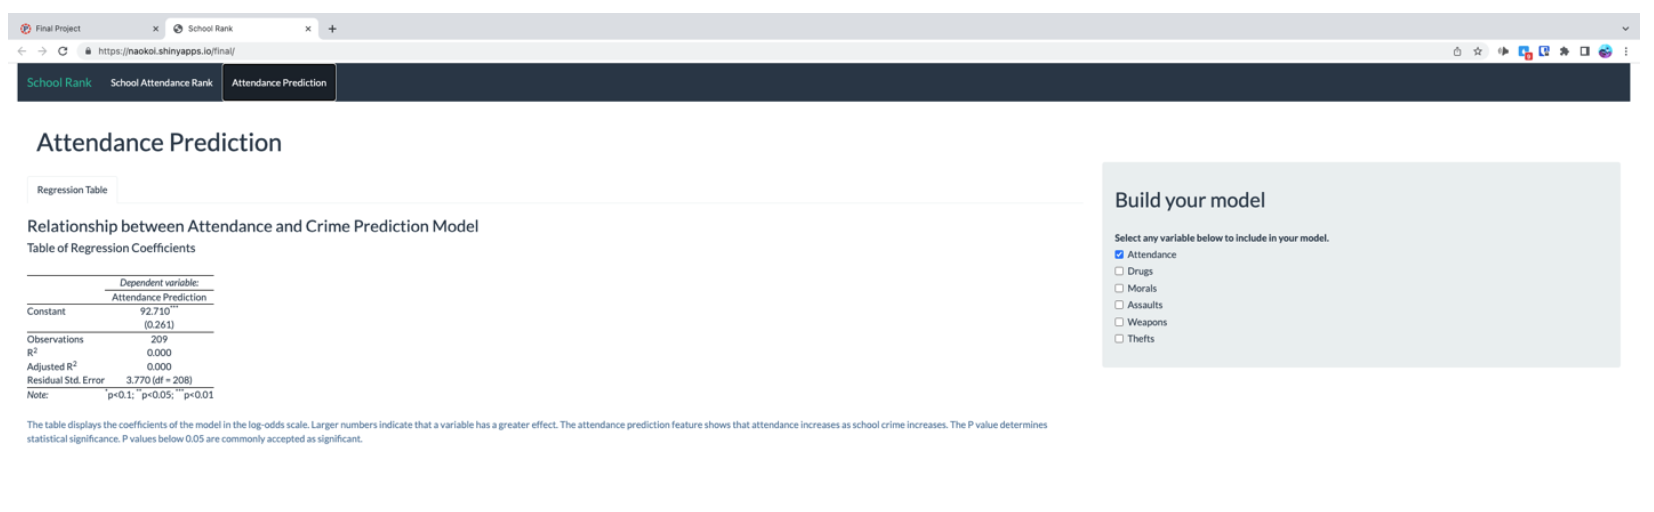 Final Project
School Rank
https://naokoi.shinyapps.io/final/
School Rank School Attendance Rank Attendance Prediction
Attendance Prediction
Regression Table
Relationship between Attendance and Crime Prediction Model
Table of Regression Coefficients
Dependent variable:
Attendance Prediction
Constant 92.710***
(0.261)
Observations 209
R2 0.000
Adjusted R2 0.000
Residual Std. Error 3.770 (df = 208)
Note: *p<0.1; **p<0.05; ***p<0.01
The table displays the coefficients of the model in the log-odds scale. Larger numbers indicate that a variable has a greater effect. The attendance prediction feature shows that attendance increases as school crime increases. The P value determines
statistical significance. P values below 0.05 are commonly accepted as significant.
Build your model
Select any variable below to include in your model.
Attendance
Drugs
Morals
Assaults
Weapons
Thefts